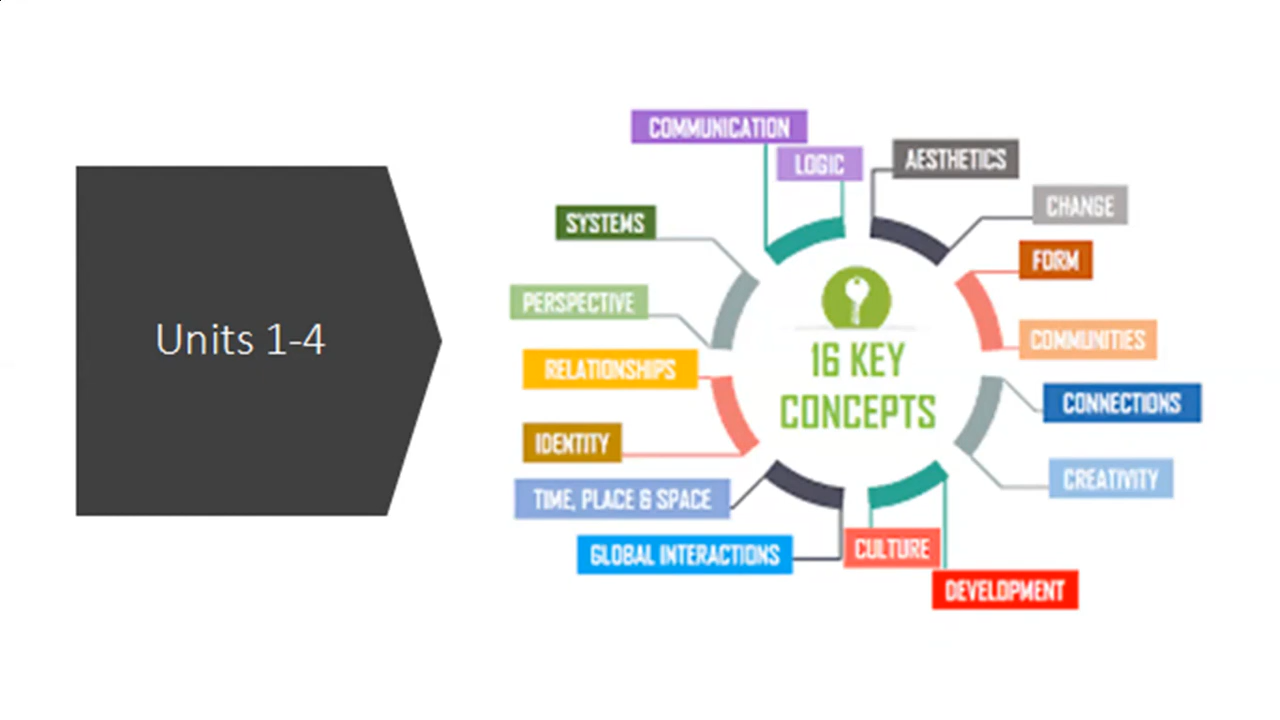 Units 1-4
COMMUNICATION
LOGIC
AESTHETICS
CHANGE
SYSTEMS
FORM
PERSPECTIVE
COMMUNITIES
16 KEY
CONCEPTS
RELATIONSHIPS
CONNECTIONS
IDENTITY
CREATIVITY
TIME, PLACE & SPACE
GLOBAL INTERACTIONS
CULTURE
DEVELOPMENT